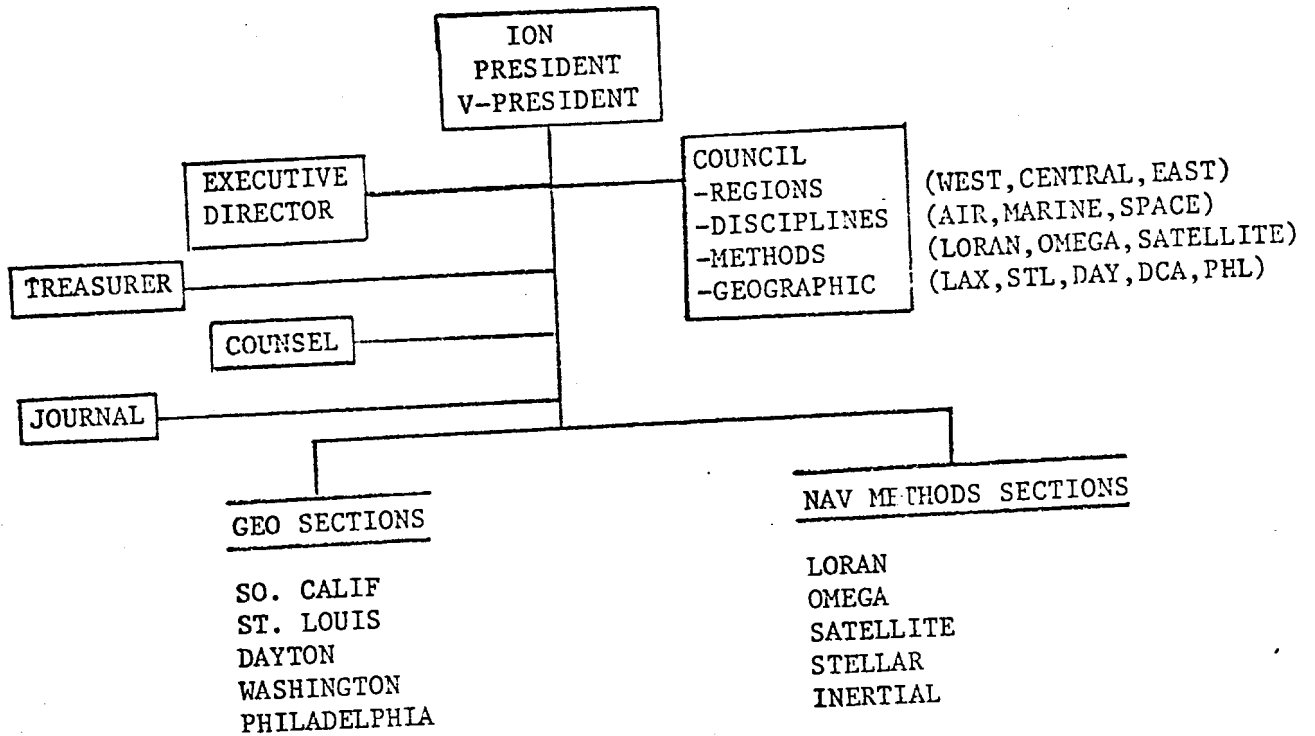 ION
PRESIDENT
V-PRESIDENT
EXECUTIVE
DIRECTOR
COUNCIL
-REGIONS
-DISCIPLINES
-METHODS
-GEOGRAPHIC
(WEST,CENTRAL,EAST)
(AIR,MARINE,SPACE)
(LORAN,OMEGA,SATELLITE)
(LAX,STL,DAY,DCA,PHL)
TREASURER
COUNSEL
JOURNAL
GEO SECTIONS
SO. CALIF
ST. LOUIS
DAYTON
WASHINGTON
PHILADELPHIA
NAV METHODS SECTIONS
LORAN
OMEGA
SATELLITE
STELLAR
INERTIAL